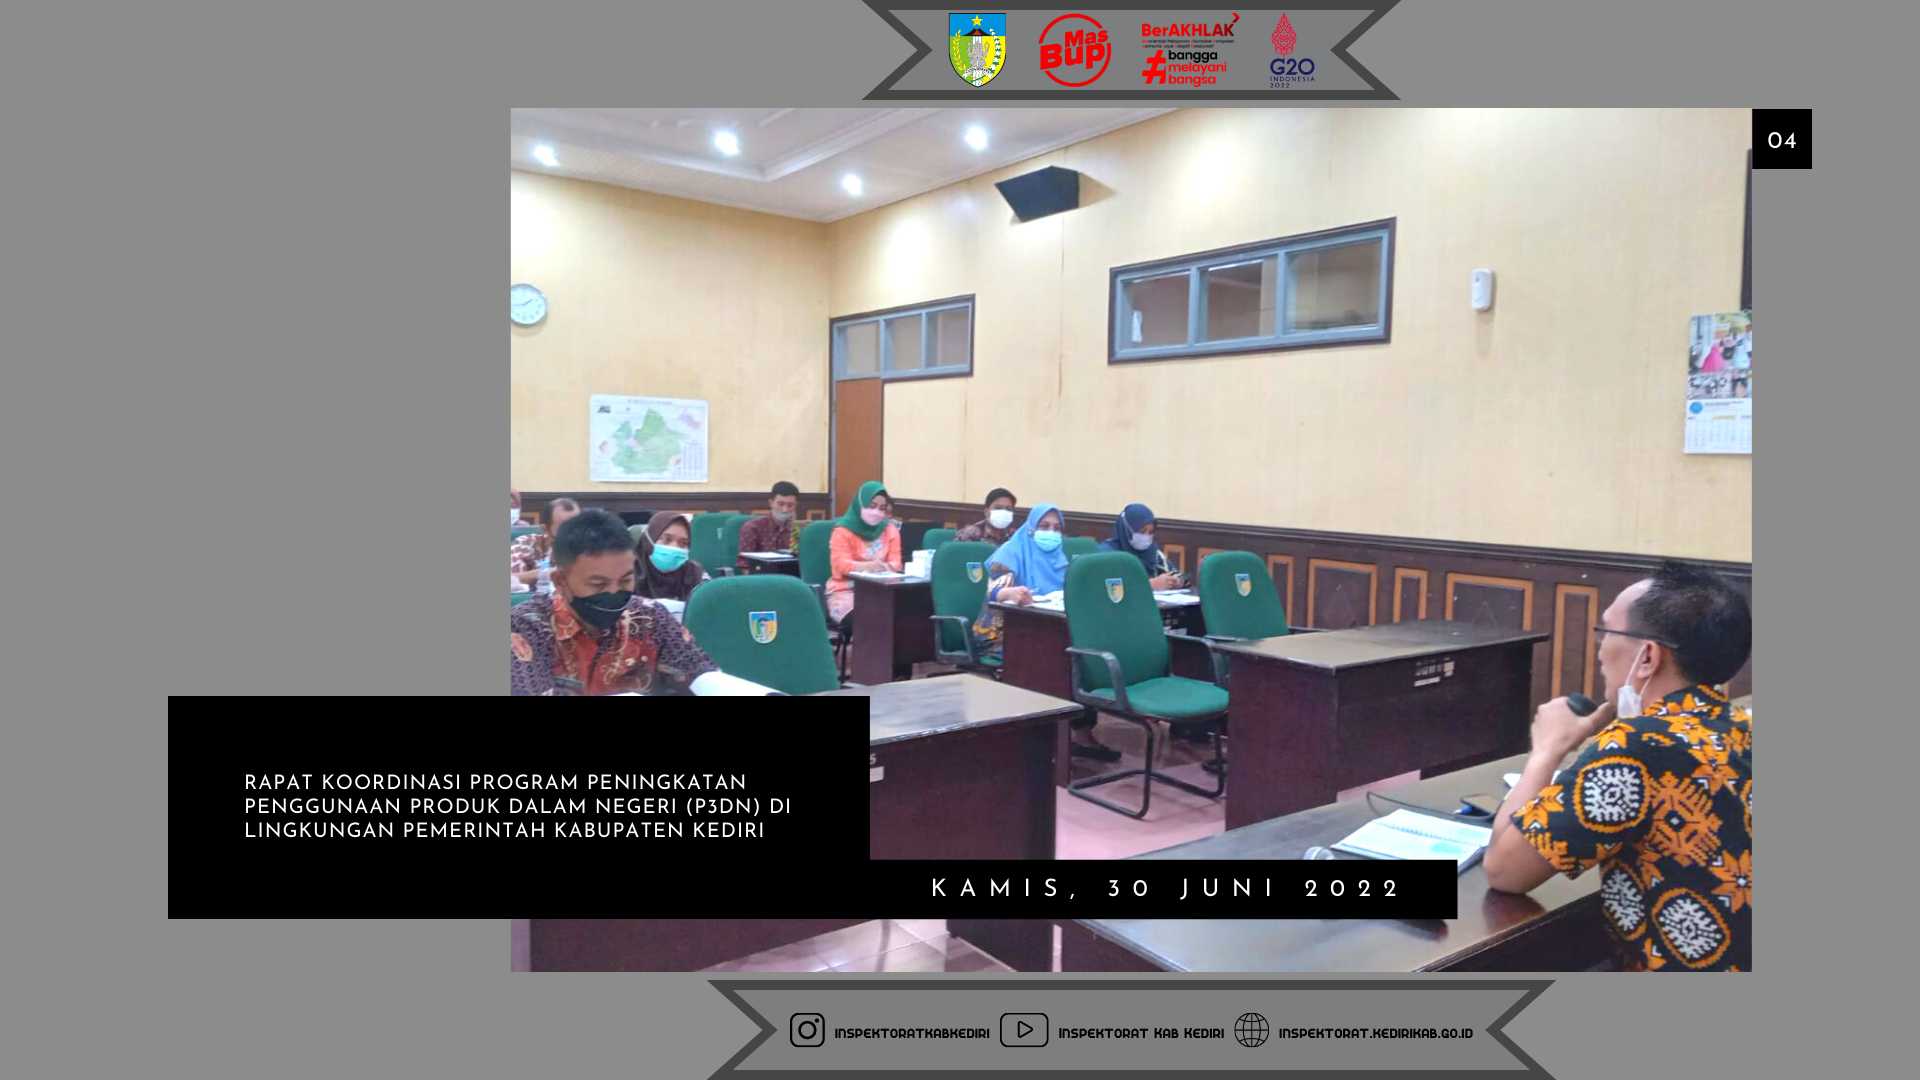 Mas
Bup
BerAKHLAK
#bangga
melayani
bangsa
G20
INDONESIA
2022
04
RAPAT KOORDINASI PROGRAM PENINGKATAN
PENGGUNAAN PRODUK DALAM NEGERI (P3DN) DI
LINGKUNGAN PEMERINTAH KABUPATEN KEDIRI
KAMIS, 30 JUNI 2022
INSPEKTORATKABKEDIRI
INSPEKTORAT KAB KEDIRI
INSPEKTORAT.KEDIRIKAB.GO.ID